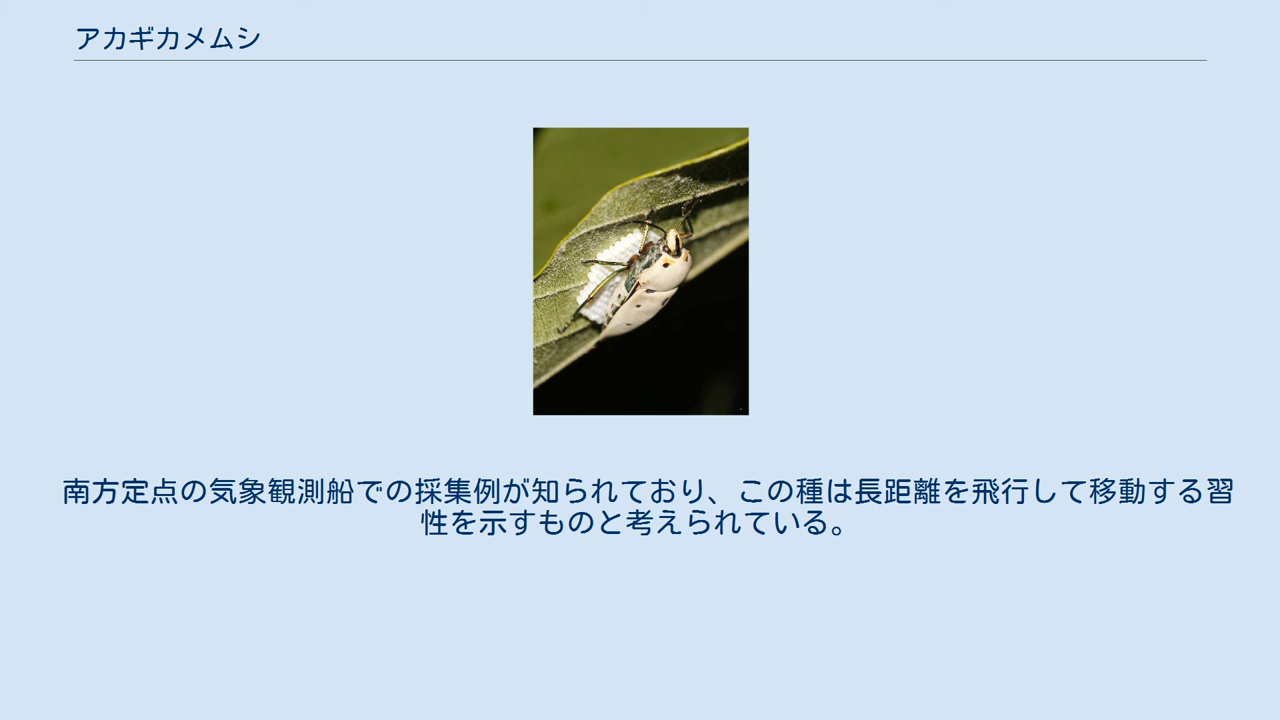 アカギカメムシ
南方定点の気象観測船での採集例が知られており、この種は長距離を飛行して移動する習
性を示すものと考えられている。